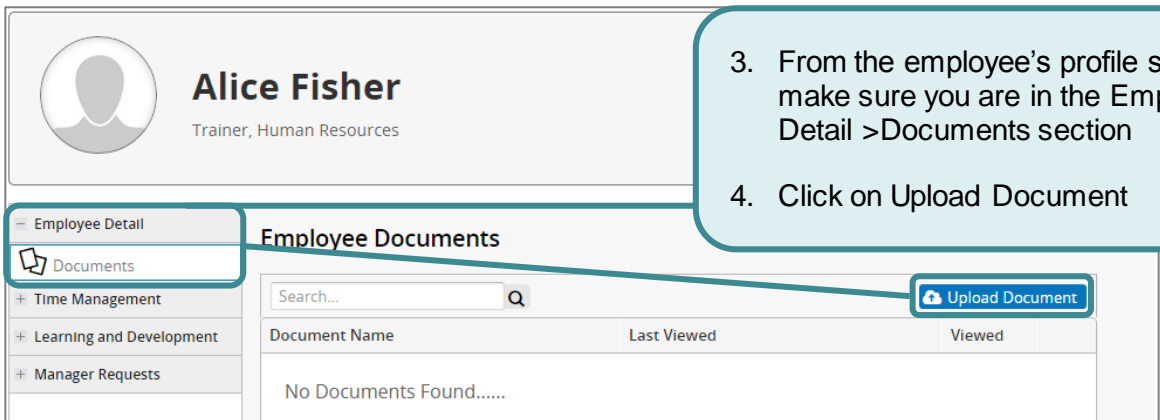 Alice Fisher
Trainer, Human Resources
3. From the employee's profile
make sure you are in the
Detail >Documents section
4. Click on Upload Document
Employee Detail
Documents
Time Management
Learning and Development
Manager Requests
Employee Documents
Search...
Upload Document
Document Name Last Viewed Viewed
No Documents Found......